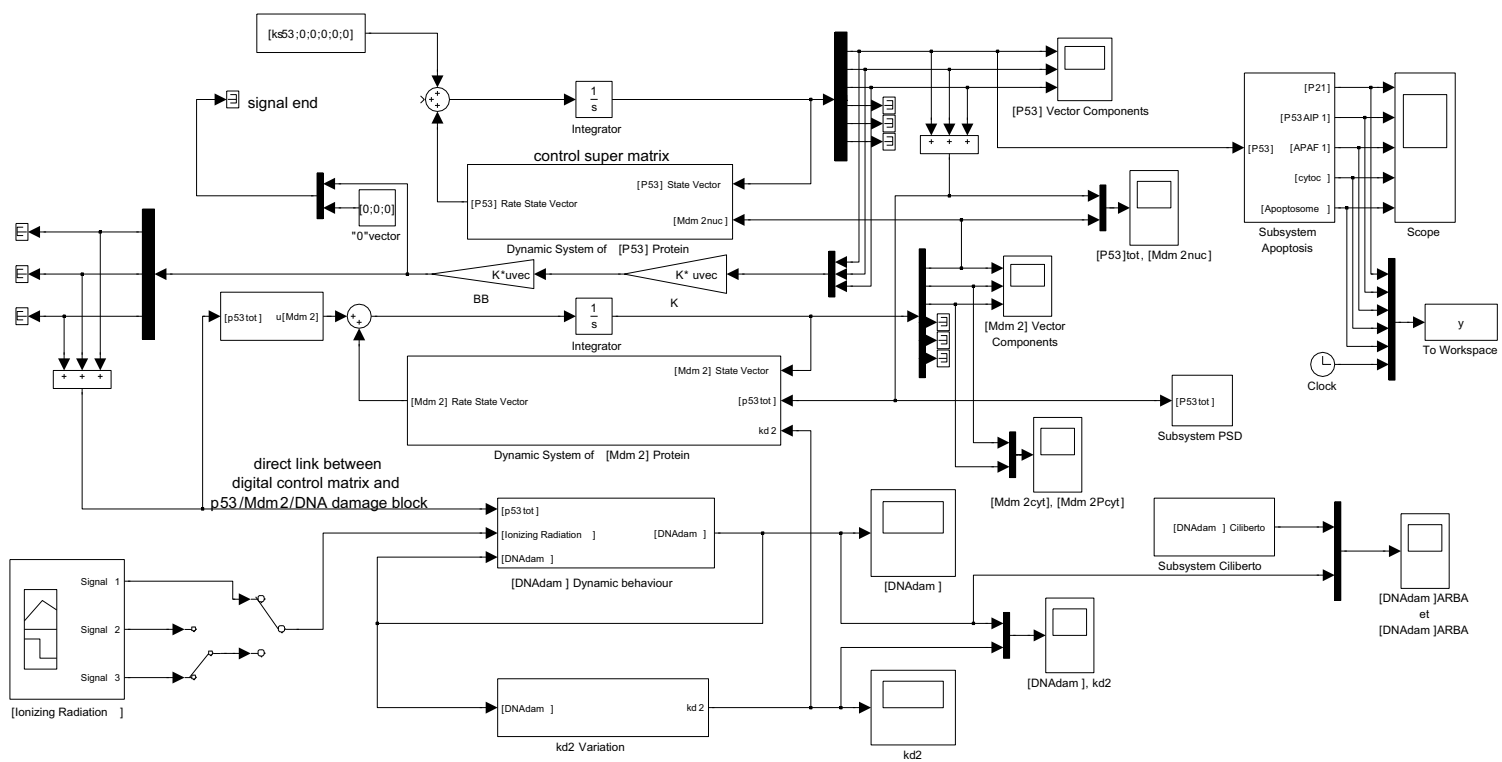 [ks53;0;0;0;0;0]
signal end
+
+
+
1
s
Integrator
[P53] Vector Components
+ + +
control super matrix
[P53] State Vector
[P53] Rate State Vector
[Mdm 2nuc ]
Dynamic System of [P53] Protein
[0;0;0]
"0"vector
[P53]tot, [Mdm 2nuc]
[P53]
[P21]
[P53AIP 1]
[APAF 1]
[cytoc ]
[Apoptosome ]
Subsystem
Apoptosis
Scope
K*uvec
BB
K* uvec
K
[p53tot ]
u[Mdm 2]
+
+
1
s
Integrator
[Mdm 2] Vector
Components
y
To Workspace
Clock
+ + +
[Mdm 2] State Vector
[Mdm 2] Rate State Vector
[p53tot ]
kd 2
Dynamic System of [Mdm 2] Protein
[P53tot ]
Subsystem PSD
[Mdm 2cyt], [Mdm 2Pcyt]
direct link between
digital control matrix and
p53/Mdm2/DNA damage block
[p53tot ]
[Ionizing Radiation ]
[DNAdam ]
[DNAdam ]
[DNAdam ] Dynamic behaviour
[DNAdam ]
[DNAdam ] Ciliberto
Subsystem Ciliberto
[DNAdam ]ARBA
et
[DNAdam ]ARBA
Signal 1
Signal 2
Signal 3
[Ionizing Radiation ]
[DNAdam ], kd2
[DNAdam ]
kd 2
kd2 Variation
kd2